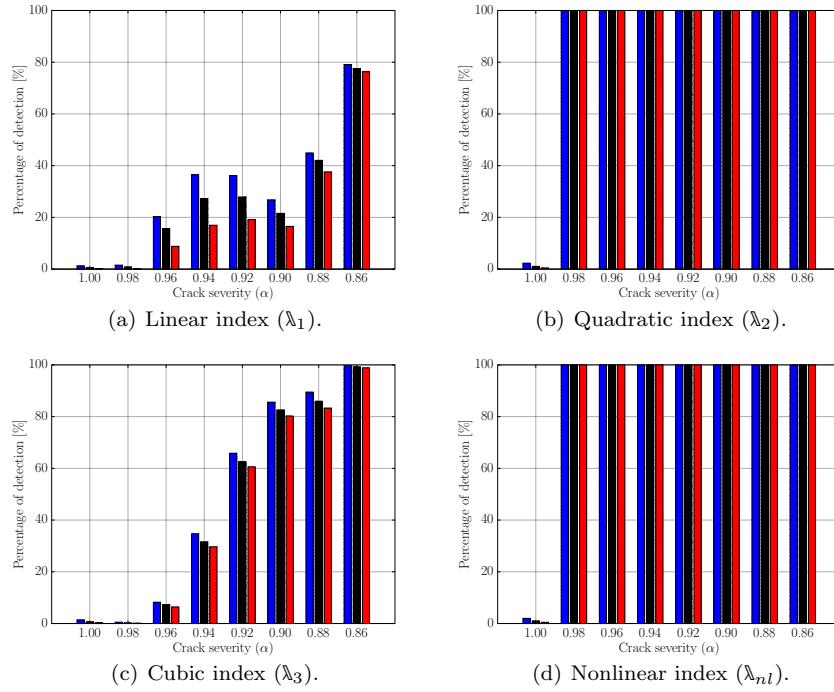 Percentage of detection [%]
100
80
60
40
20
0
1.00 0.98 0.96 0.94 0.92 0.90 0.88 0.86
Crack severity (α)
(a) Linear index (λ₁).
Percentage of detection [%]
100
80
60
40
20
0
1.00 0.98 0.96 0.94 0.92 0.90 0.88 0.86
Crack severity (α)
(b) Quadratic index (λ₂).
Percentage of detection [%]
100
80
60
40
20
0
1.00 0.98 0.96 0.94 0.92 0.90 0.88 0.86
Crack severity (α)
(c) Cubic index (λ₃).
Percentage of detection [%]
100
80
60
40
20
0
1.00 0.98 0.96 0.94 0.92 0.90 0.88 0.86
Crack severity (α)
(d) Nonlinear index (λₙₗ).